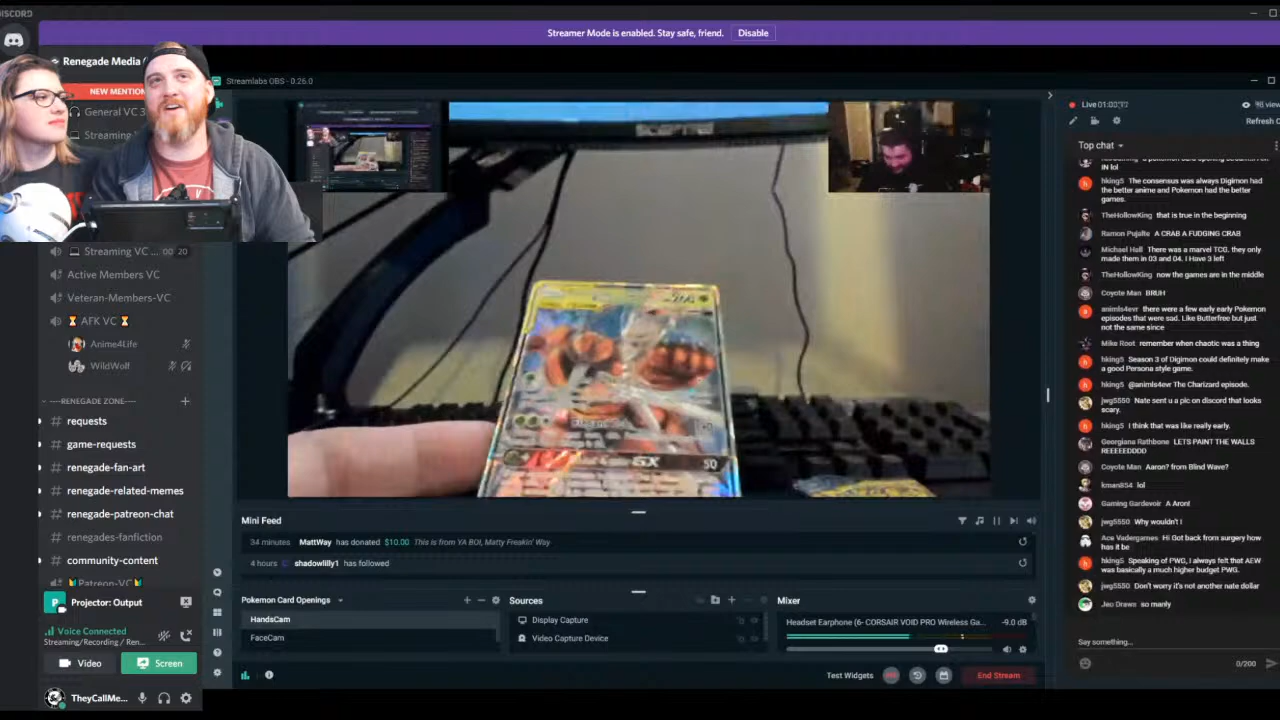 DISCORD
Streamer Mode is enabled. Stay safe, friend. Disable
Renegade Media
NEW MENTION
General VC 3
Streaming
Streaming VC ... 00 20
Active Members VC
Veteran-Members-VC
AFK VC
Anime4Life
WildWolf
RENEGADE ZONE
# requests
# game-requests
# renegade-fan-art
# renegade-related-memes
# renegade-patreon-chat
# renegades-fanfiction
# community-content
Patreon-VC
P Projector: Output
Voice Connected
Streaming/Recording / Ren...
Video Screen
TheyCallMe...
Streamlabs OBS - 0.26.0
GX 50
Mini Feed
34 minutes MattWay has donated $10.00 This is from YA BOI, Matty Freakin' Way
4 hours shadowlilly1 has followed
Pokemon Card Openings
HandsCam
FaceCam
Sources
Display Capture
Video Capture Device
Mixer
Headset Earphone (6- CORSAIR VOID PRO Wireless Ga... -9.0 dB
Test Widgets End Stream
Live
Refresh C
Top chat
IN lol
hking5 The consensus was always Digimon had
the better anime and Pokemon had the better
games.
TheHollowKing that is true in the beginning
Ramon Pujalte A CRAB A FUDGING CRAB
Michael Hall There was a marvel TCG, they only
made them in 03 and 04. I Have 3 left
TheHollowKing now the games are in the middle
Coyote Man BRUH
animls4evr there were a few early early Pokemon
episodes that were sad. Like Butterfree but just
not the same since
Mike Root remember when chaotic was a thing
hking5 Season 3 of Digimon could definitely make
a good Persona style game.
hking5 @animls4evr The Charizard episode.
jwg5550 Nate sent u a pic on discord that looks
scary.
hking5 I think that was like really early.
Georgiana Rathbone LETS PAINT THE WALLS
REEEEEDDDD
Coyote Man Aaron? from Blind Wave?
kman854 lol
Gaming Gardevoir A Aron!
jwg5550 Why wouldn't I
Ace Vadergames Hi Got back from surgery how
has it be
hking5 Speaking of PWG, I always felt that AEW
was basically a much higher budget PWG.
jwg5550 Don't worry it's not another nate dollar
Jeu Draws so manly
Say something...
0/200